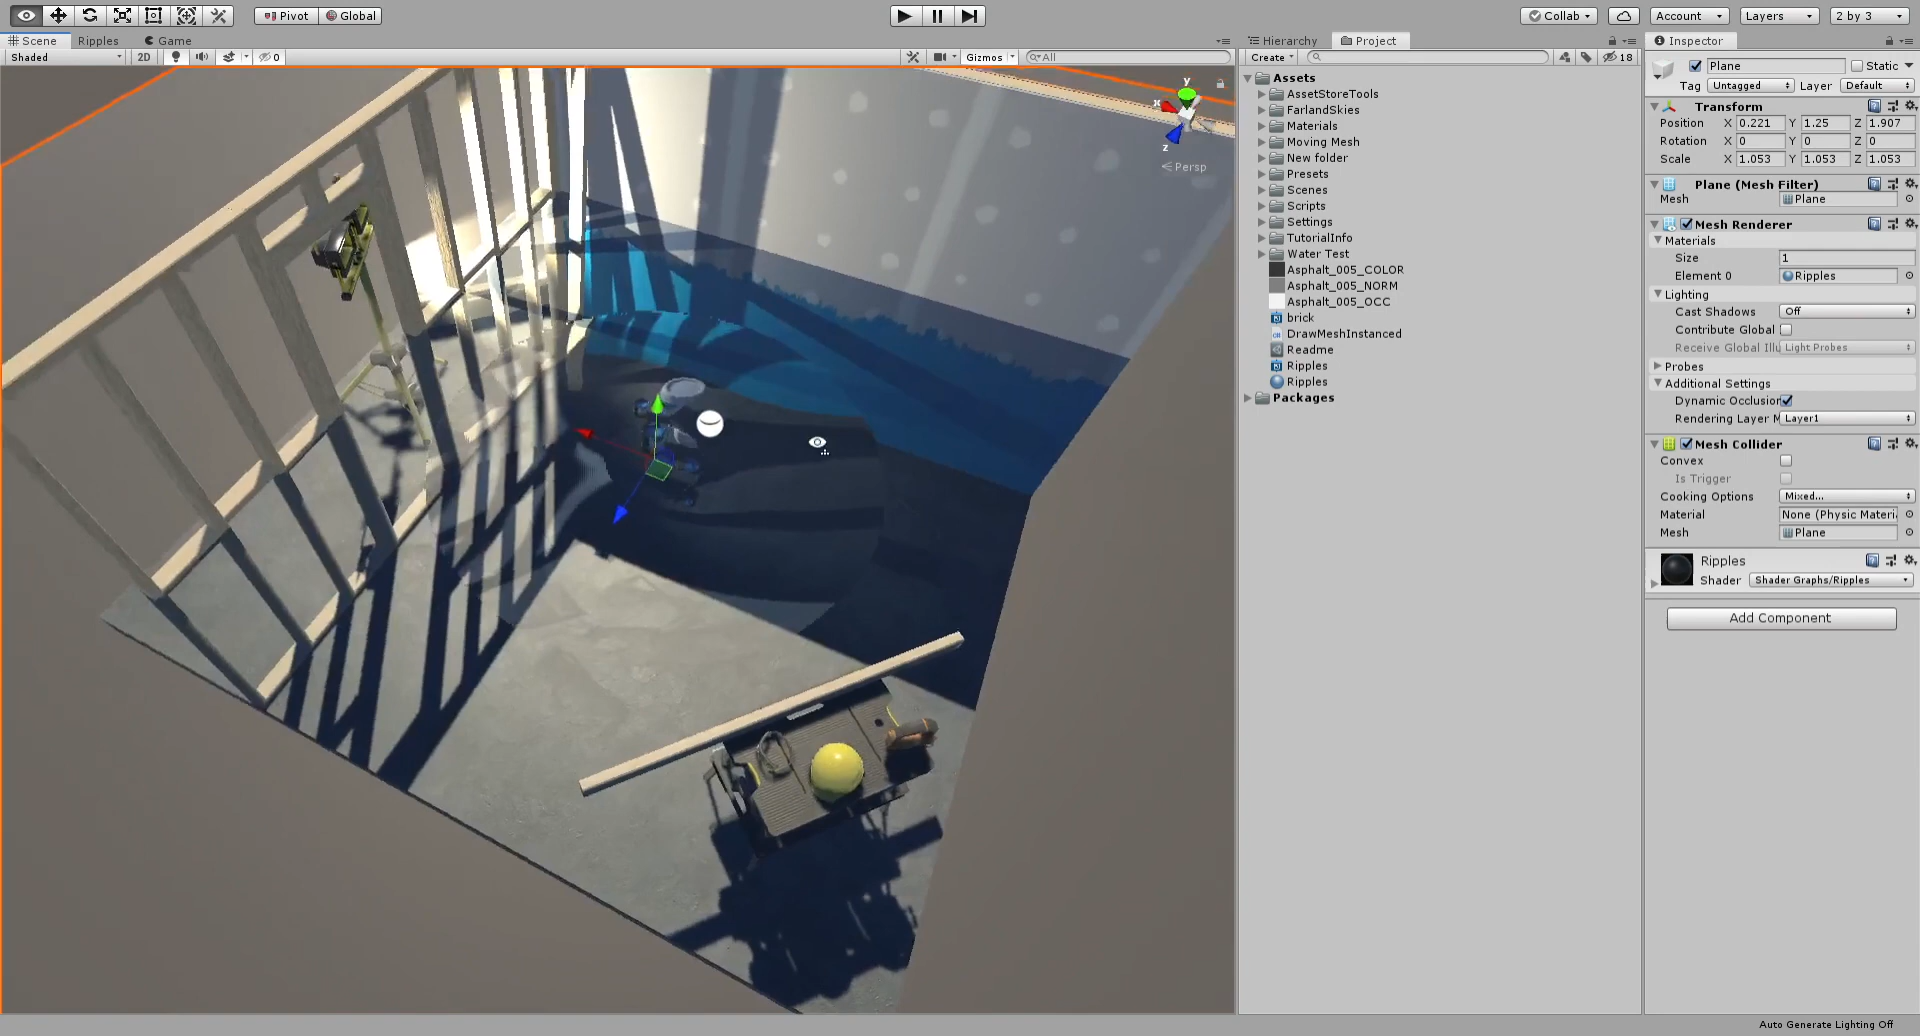 Pivot Global Collab Account Layers 2 by 3
Scene Ripples Game
Shaded 2D 0 Gizmos All
y
x
z
Persp
Hierarchy Project
Create 18
Assets
AssetStoreTools
FarlandSkies
Materials
Moving Mesh
New folder
Presets
Scenes
Scripts
Settings
TutorialInfo
Water Test
Asphalt_005_COLOR
Asphalt_005_NORM
Asphalt_005_OCC
brick
DrawMeshInstanced
Readme
Ripples
Ripples
Packages
Inspector
Plane Static
Tag Untagged Layer Default
Transform
Position X 0.221 Y 1.25 Z 1.907
Rotation X 0 Y 0 Z 0
Scale X 1.053 Y 1.053 Z 1.053
Plane (Mesh Filter)
Mesh Plane
Mesh Renderer
Materials
Size 1
Element 0 Ripples
Lighting
Cast Shadows Off
Contribute Global
Receive Global Illu Light Probes
Probes
Additional Settings
Dynamic Occlusion
Rendering Layer M Layer1
Mesh Collider
Convex
Is Trigger
Cooking Options Mixed...
Material None (Physic Materi
Mesh Plane
Ripples
Shader Shader Graphs/Ripples
Add Component
Auto Generate Lighting Off